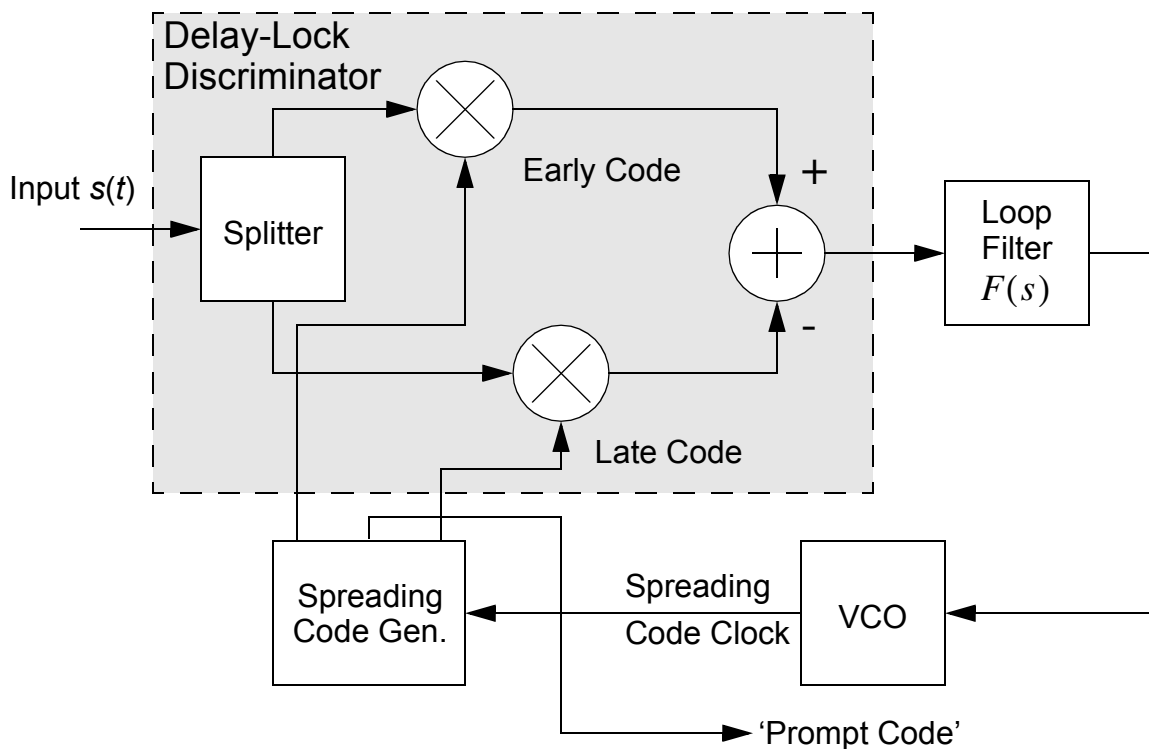 Delay-Lock
Discriminator
Early Code
+
Input s(t)
Splitter
Loop
Filter
F(s)
-
Late Code
Spreading
Code Gen.
Spreading
Code Clock
VCO
‘Prompt Code’